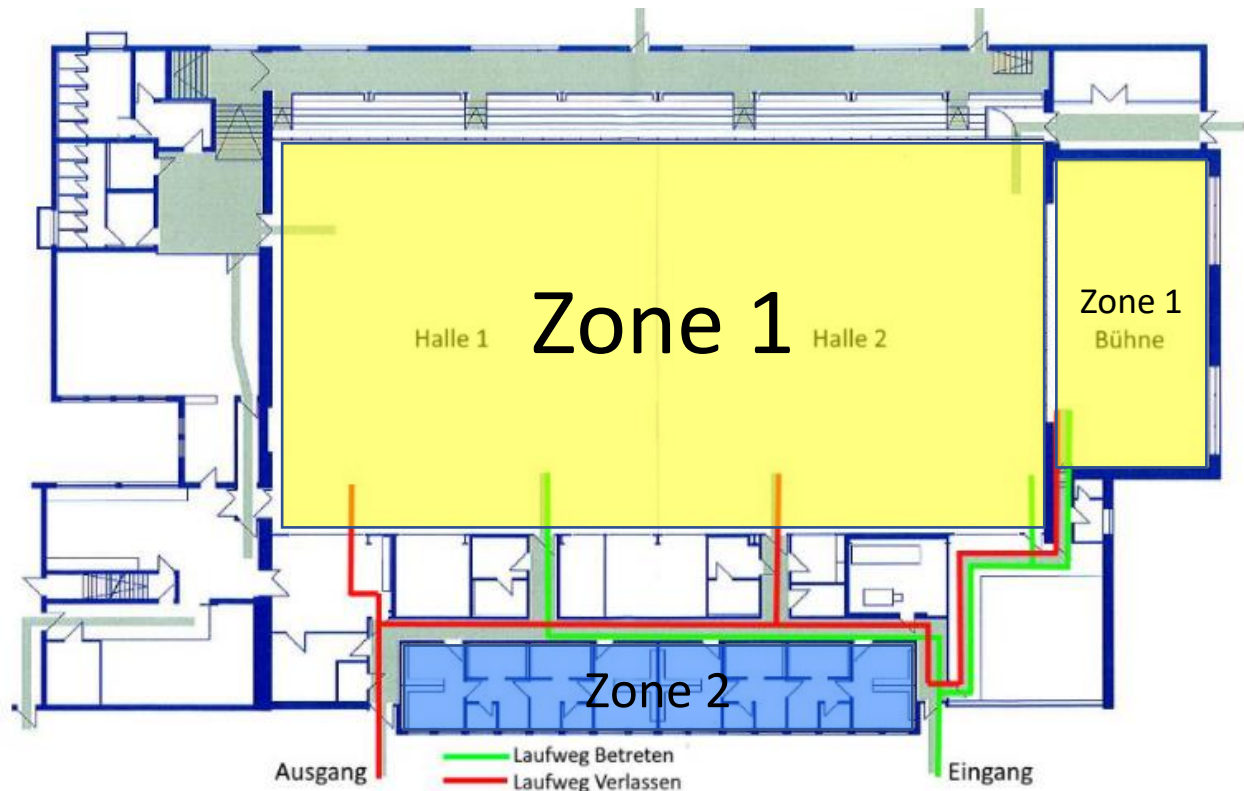 Zone 1
Halle 1
Halle 2
Zone 1
Bühne
Zone 2
Laufweg Betreten
Laufweg Verlassen
Ausgang
Eingang